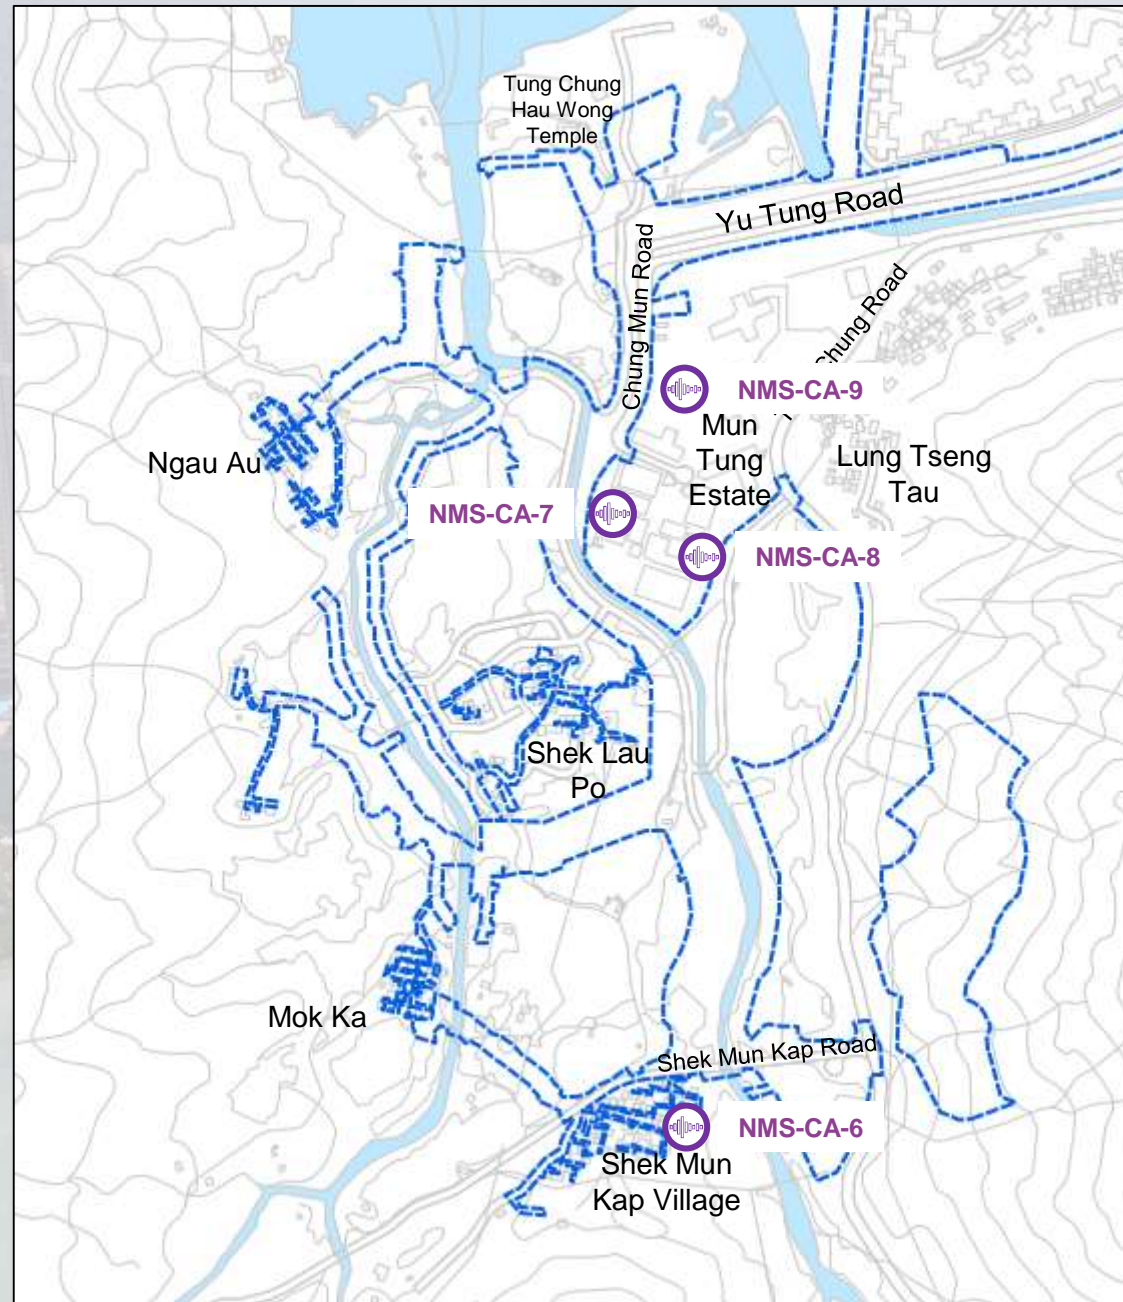 Tung Chung
Hau Wong
Temple
Yu Tung Road
Chung Mun Road
Chung Road
NMS-CA-9
Mun
Tung
Estate
Lung Tseng
Tau
Ngau Au
NMS-CA-7
NMS-CA-8
Shek Lau
Po
Mok Ka
Shek Mun Kap Road
NMS-CA-6
Shek Mun
Kap Village